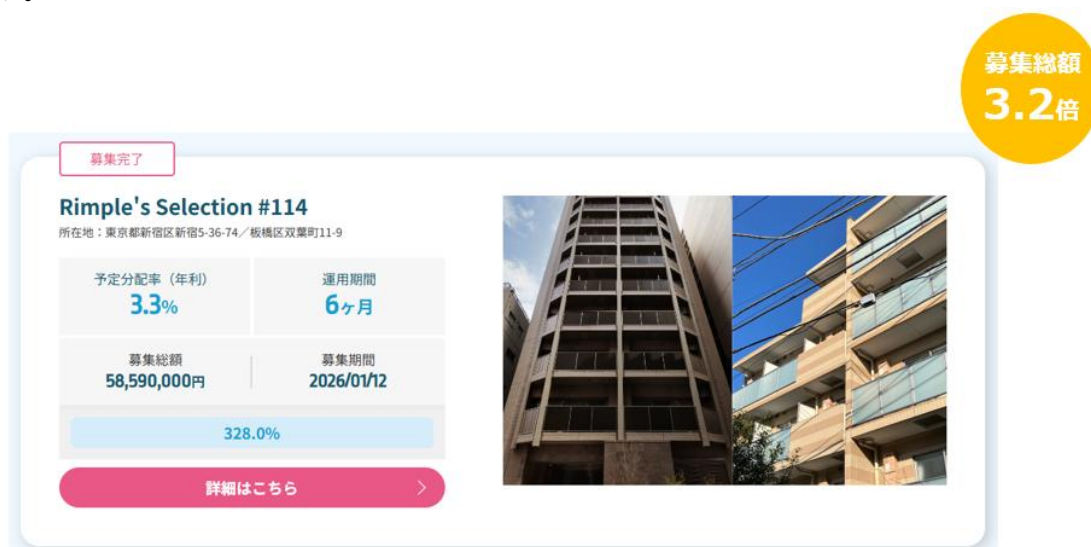 募集総額
3.2倍
募集完了
Rimple's Selection #114
所在地：東京都新宿区新宿5-36-74／板橋区双葉町11-9
予定分配率（年利）
3.3%
運用期間
6ヶ月
募集総額
58,590,000円
募集期間
2026/01/12
328.0%
詳細はこちら